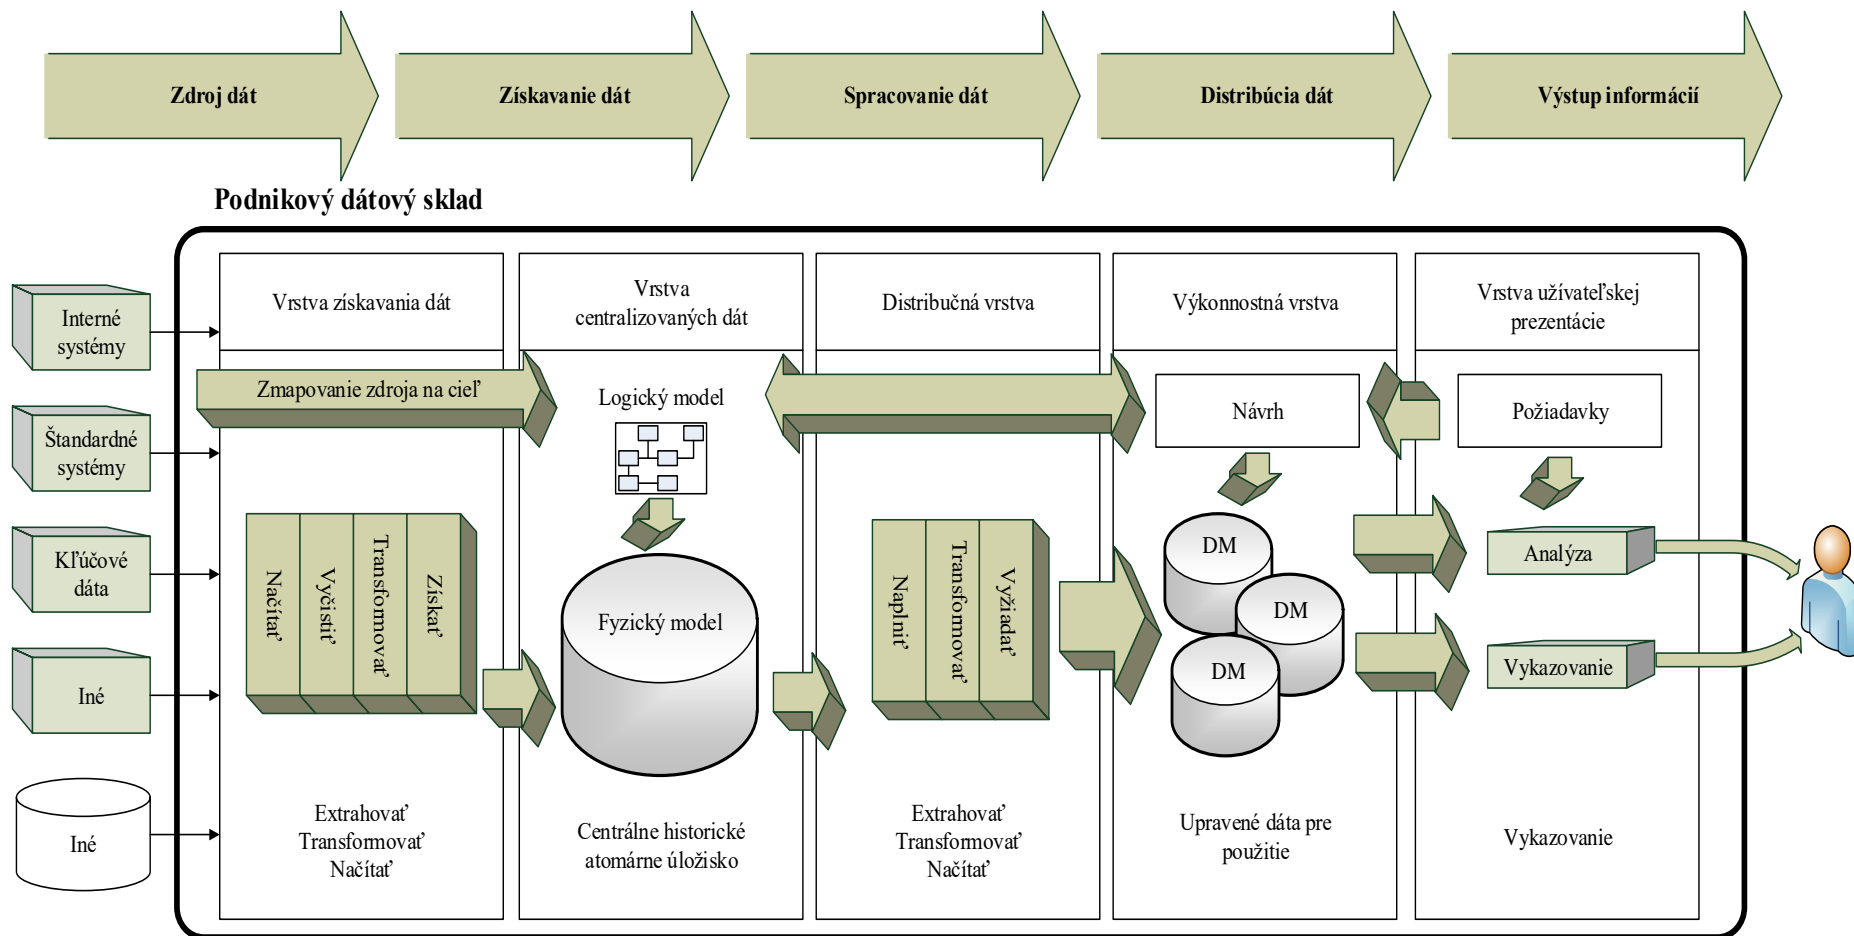 Zdroj dát
Získavanie dát
Spracovanie dát
Distribúcia dát
Výstup informácií
Podnikový dátový sklad
Interné
systémy
Štandardné
systémy
Kľúčové
dáta
Iné
Iné
Vrstva získavania dát
Zmapovanie zdroja na cieľ
Načítať
Vyčistiť
Transformovať
Získať
Extrahovať
Transformovať
Načítať
Vrstva
centralizovaných dát
Logický model
Fyzický model
Centrálne historické
atomárne úložisko
Distribučná vrstva
Naplniť
Transformovať
Vyžiadať
Extrahovať
Transformovať
Načítať
Výkonnostná vrstva
Návrh
DM
DM
DM
Upravené dáta pre
použitie
Vrstva užívateľskej
prezentácie
Požiadavky
Analýza
Vykazovanie
Vykazovanie